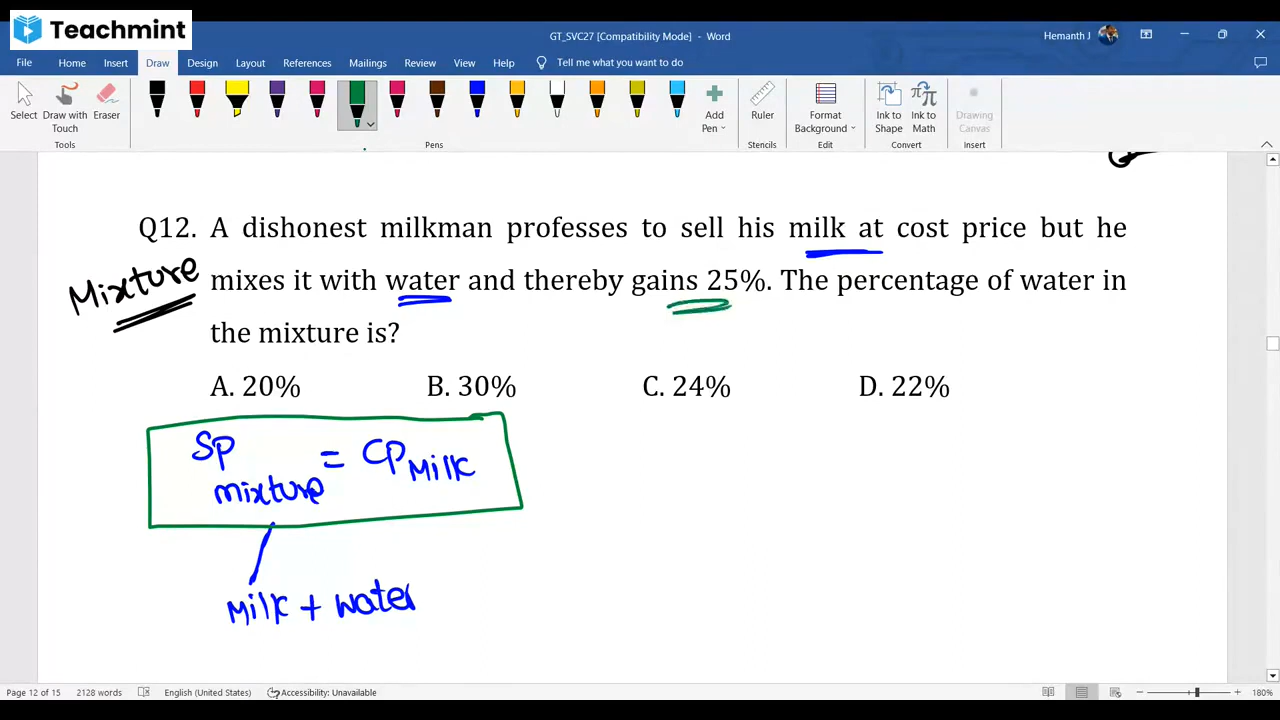 Teachmint
GT_SVC27 [Compatibility Mode] - Word
Hemanth J
File Home Insert Draw Design Layout References Mailings Review View Help Tell me what you want to do
Select Draw with Touch Eraser Add Pen Ruler Format Background Ink to Shape Ink to Math Drawing Canvas
Tools Pens Stencils Edit Convert Insert
Q12. A dishonest milkman professes to sell his milk at cost price but he
Mixture
mixes it with water and thereby gains 25%. The percentage of water in
the mixture is?
A. 20% B. 30% C. 24% D. 22%
SP mixture = CP Milk
Milk + water
Page 12 of 15 2128 words English (United States) Accessibility: Unavailable 180%